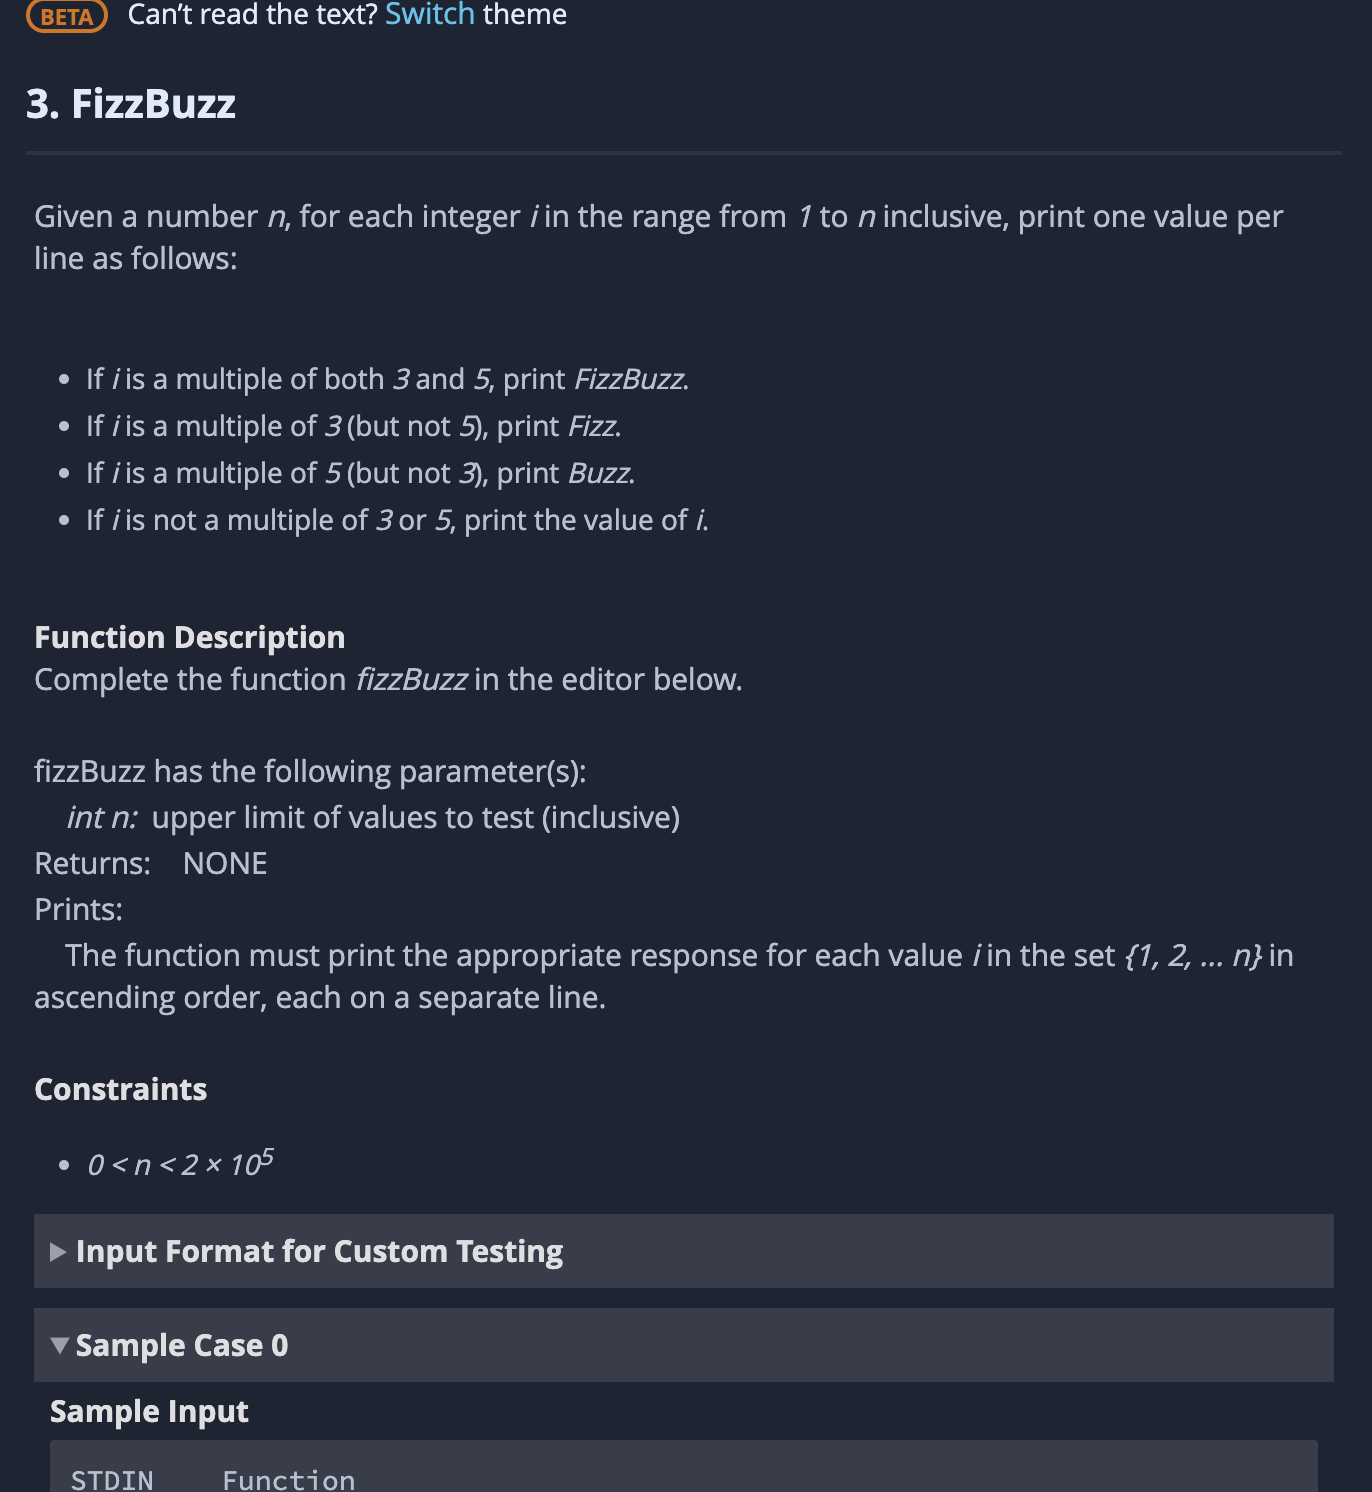 BETA Can’t read the text? Switch theme
3. FizzBuzz
Given a number n, for each integer i in the range from 1 to n inclusive, print one value per
line as follows:
• If i is a multiple of both 3 and 5, print FizzBuzz.
• If i is a multiple of 3 (but not 5), print Fizz.
• If i is a multiple of 5 (but not 3), print Buzz.
• If i is not a multiple of 3 or 5, print the value of i.
Function Description
Complete the function fizzBuzz in the editor below.
fizzBuzz has the following parameter(s):
int n: upper limit of values to test (inclusive)
Returns: NONE
Prints:
The function must print the appropriate response for each value i in the set {1, 2, ... n} in
ascending order, each on a separate line.
Constraints
• 0 < n < 2 × 10⁵
Input Format for Custom Testing
Sample Case 0
Sample Input
STDIN Function